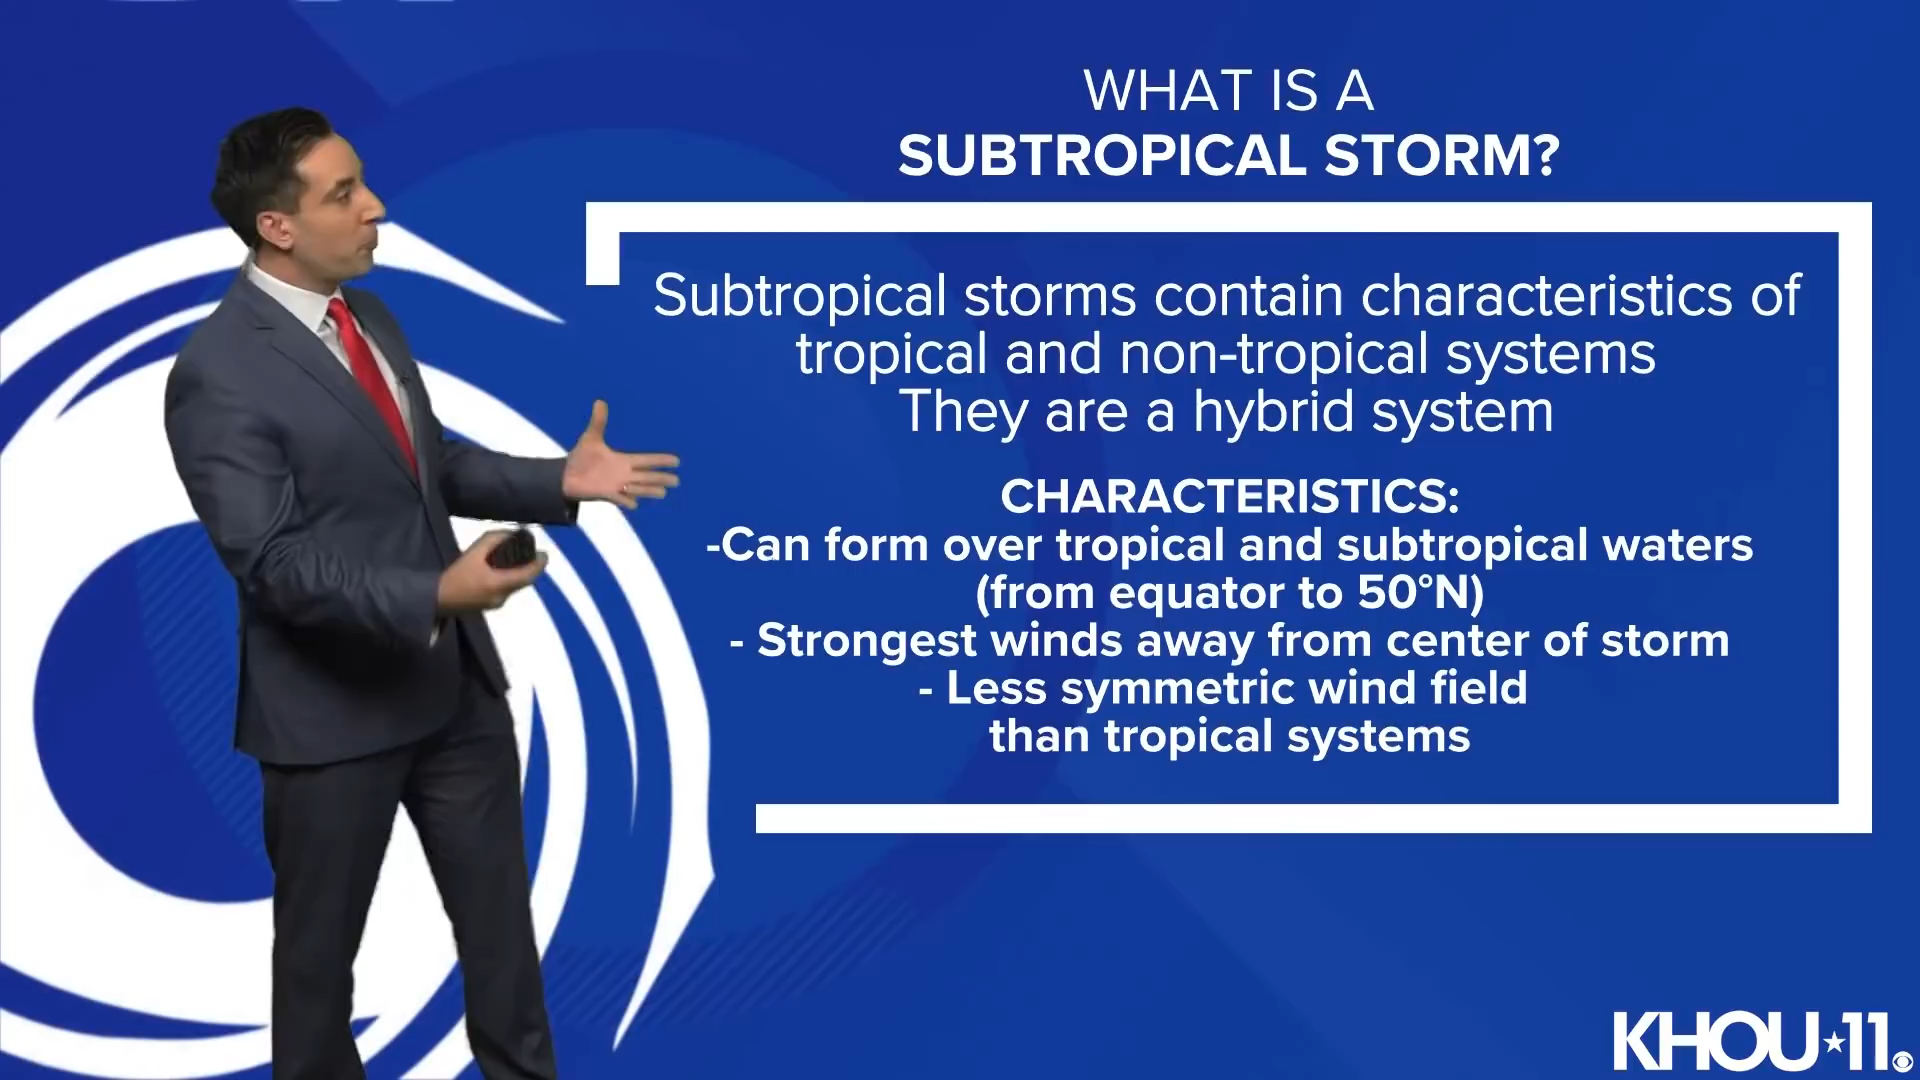 WHAT IS A
SUBTROPICAL STORM?
Subtropical storms contain characteristics of
tropical and non-tropical systems
They are a hybrid system
CHARACTERISTICS:
-Can form over tropical and subtropical waters
(from equator to 50°N)
- Strongest winds away from center of storm
- Less symmetric wind field
than tropical systems
KHOU★11